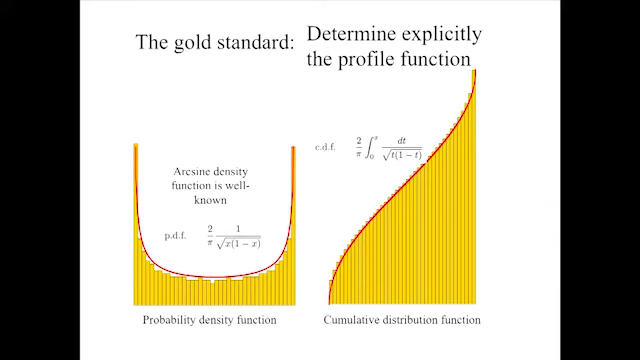 The gold standard:
Determine explicitly
the profile function
Arcsine density
function is well-
known
p.d.f. 2/π 1/√x(1−x)
c.d.f. 2/π ∫₀ˣ dt/√t(1−t)
Probability density function
Cumulative distribution function